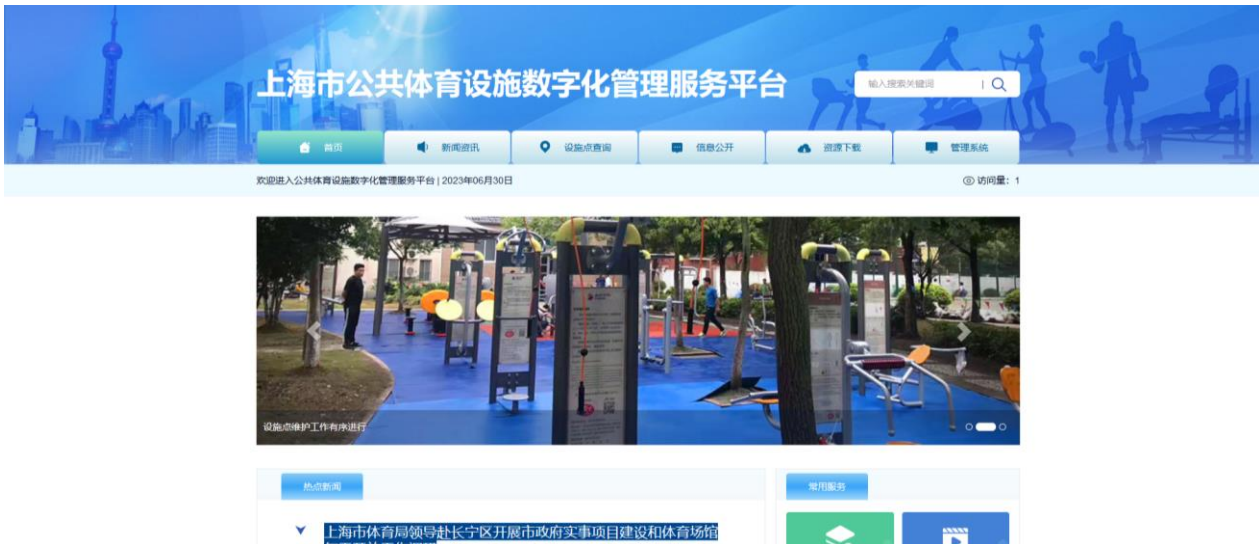 上海市公共体育设施数字化管理服务平台
输入搜索关键词
首页
新闻资讯
设施点查询
信息公开
资源下载
管理系统
欢迎进入公共体育设施数字化管理服务平台 | 2023年06月30日
访问量：1
设施点维护工作有序进行
热点新闻
常用服务
上海市体育局领导赴长宁区开展市政府实事项目建设和体育场馆